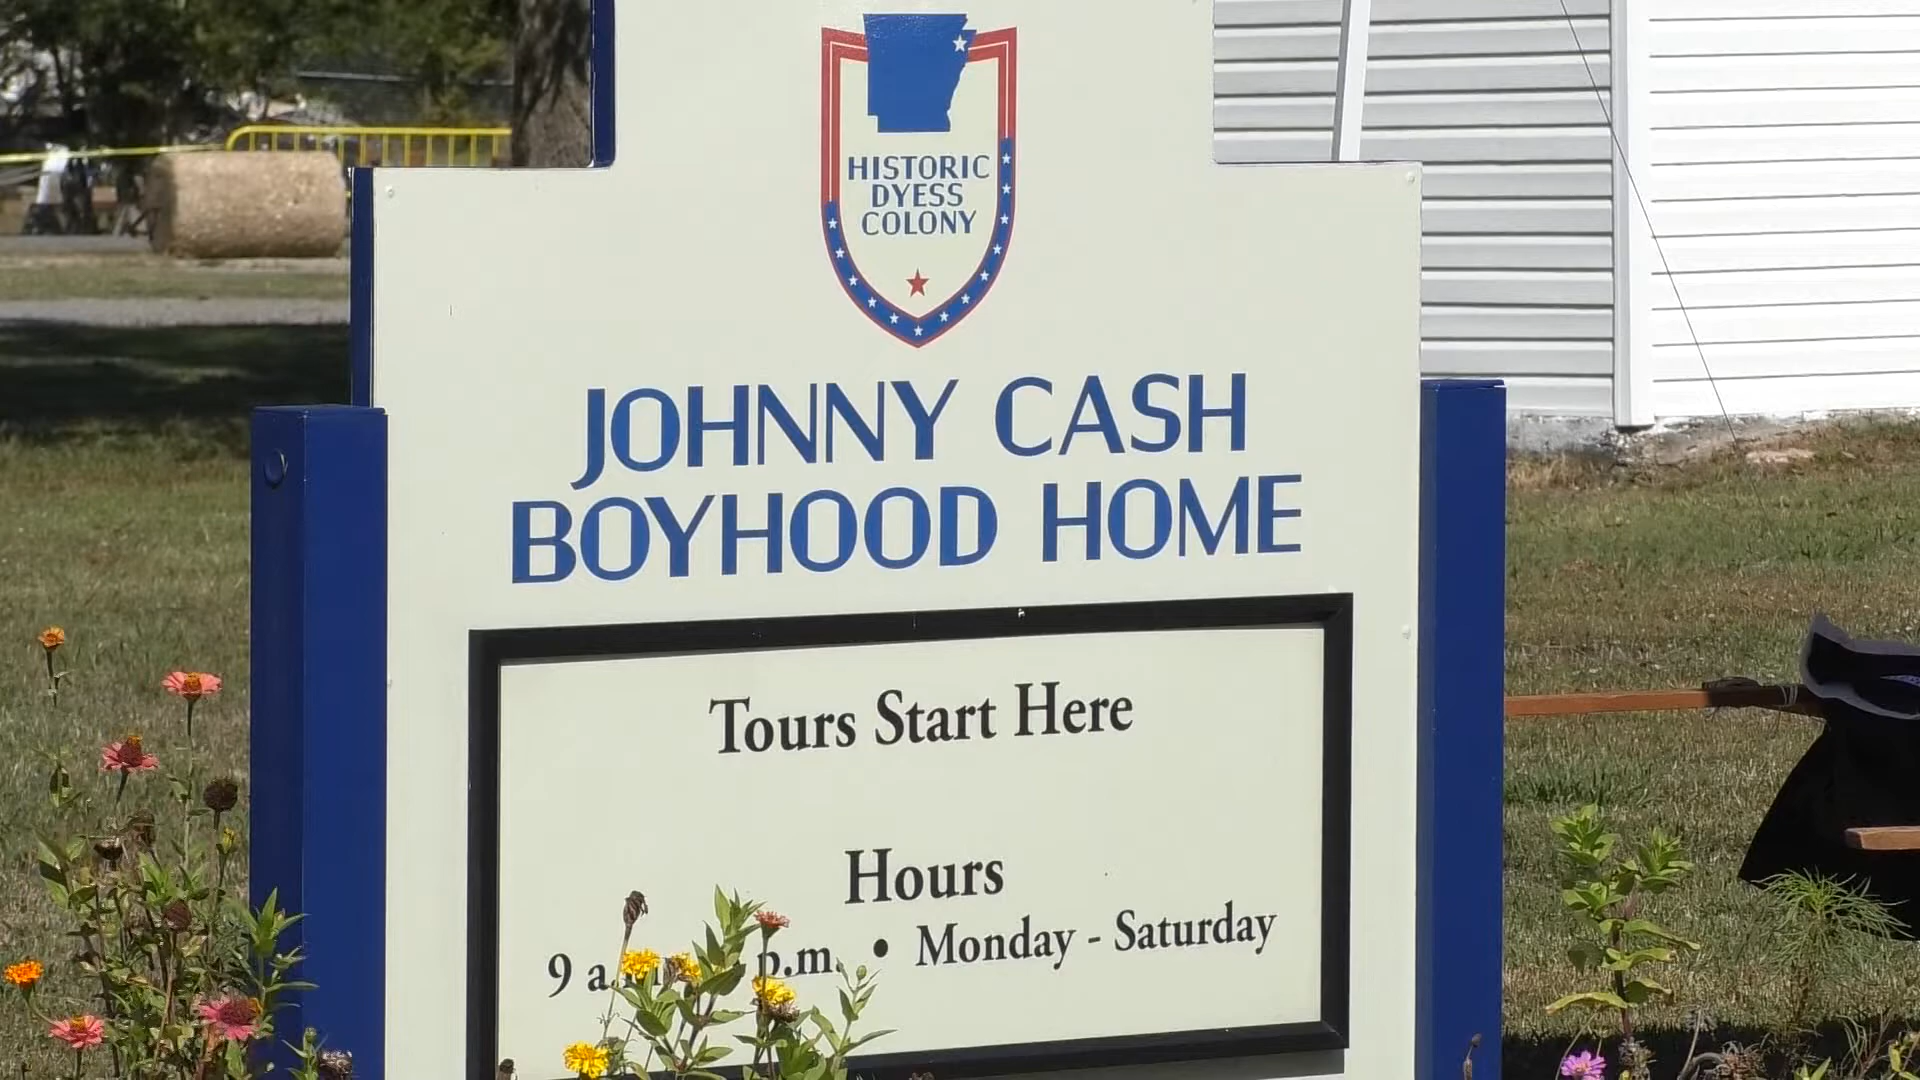 HISTORIC
DYESS
COLONY
JOHNNY CASH
BOYHOOD HOME
Tours Start Here
Hours
9 p.m. • Monday - Saturday